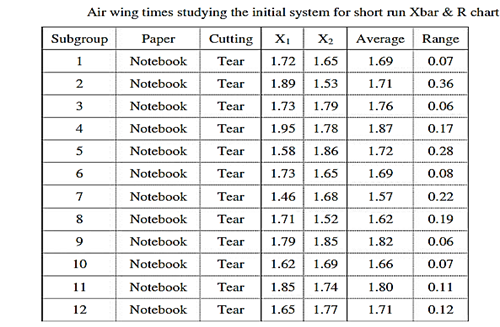 Air wing times studying the initial system for short run Xbar & R chart
Subgroup Paper Cutting X₁ X₂ Average Range
1 Notebook Tear 1.72 1.65 1.69 0.07
2 Notebook Tear 1.89 1.53 1.71 0.36
3 Notebook Tear 1.73 1.79 1.76 0.06
4 Notebook Tear 1.95 1.78 1.87 0.17
5 Notebook Tear 1.58 1.86 1.72 0.28
6 Notebook Tear 1.73 1.65 1.69 0.08
7 Notebook Tear 1.46 1.68 1.57 0.22
8 Notebook Tear 1.71 1.52 1.62 0.19
9 Notebook Tear 1.79 1.85 1.82 0.06
10 Notebook Tear 1.62 1.69 1.66 0.07
11 Notebook Tear 1.85 1.74 1.80 0.11
12 Notebook Tear 1.65 1.77 1.71 0.12